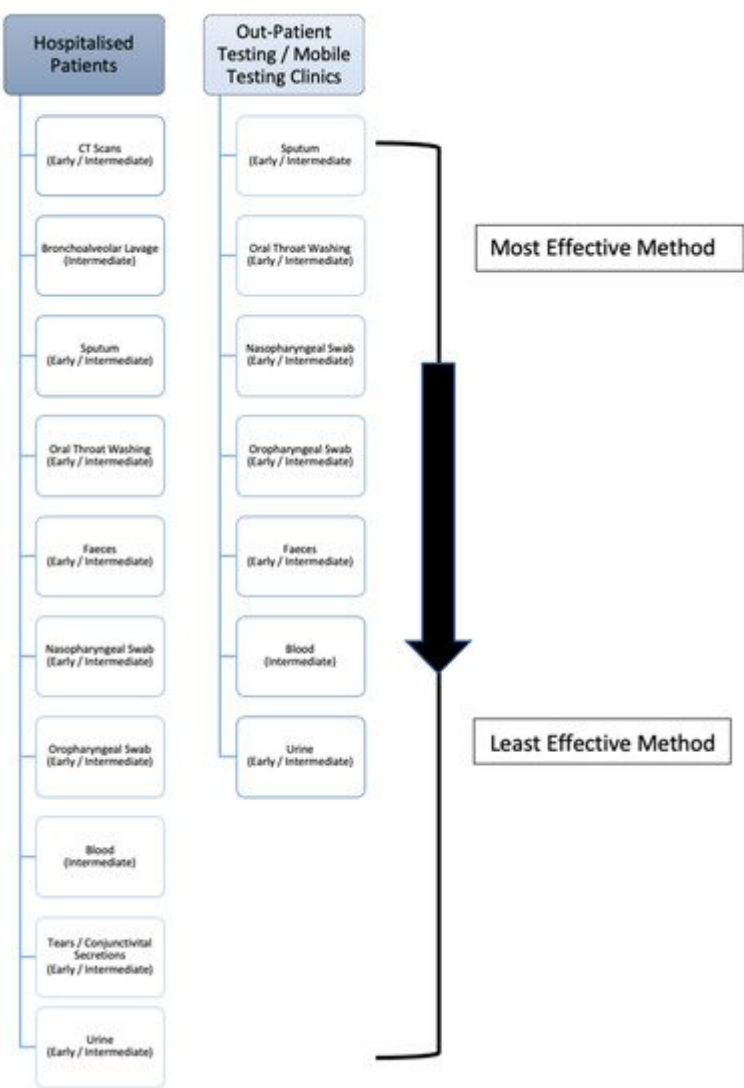 Hospitalised
Patients
CT Scans
(Early / Intermediate)
Bronchoalveolar Lavage
(Intermediate)
Sputum
(Early / Intermediate)
Oral Throat Washing
(Early / Intermediate)
Faeces
(Early / Intermediate)
Nasopharyngeal Swab
(Early / Intermediate)
Oropharyngeal Swab
(Early / Intermediate)
Blood
(Intermediate)
Tears / Conjunctivital
Secretions
(Early / Intermediate)
Urine
(Early / Intermediate)
Out-Patient
Testing / Mobile
Testing Clinics
Sputum
(Early / Intermediate
Oral Throat Washing
(Early / Intermediate)
Nasopharyngeal Swab
(Early / Intermediate)
Oropharyngeal Swab
(Early / Intermediate)
Faeces
(Early / Intermediate)
Blood
(Intermediate)
Urine
(Early / Intermediate)
Most Effective Method
Least Effective Method